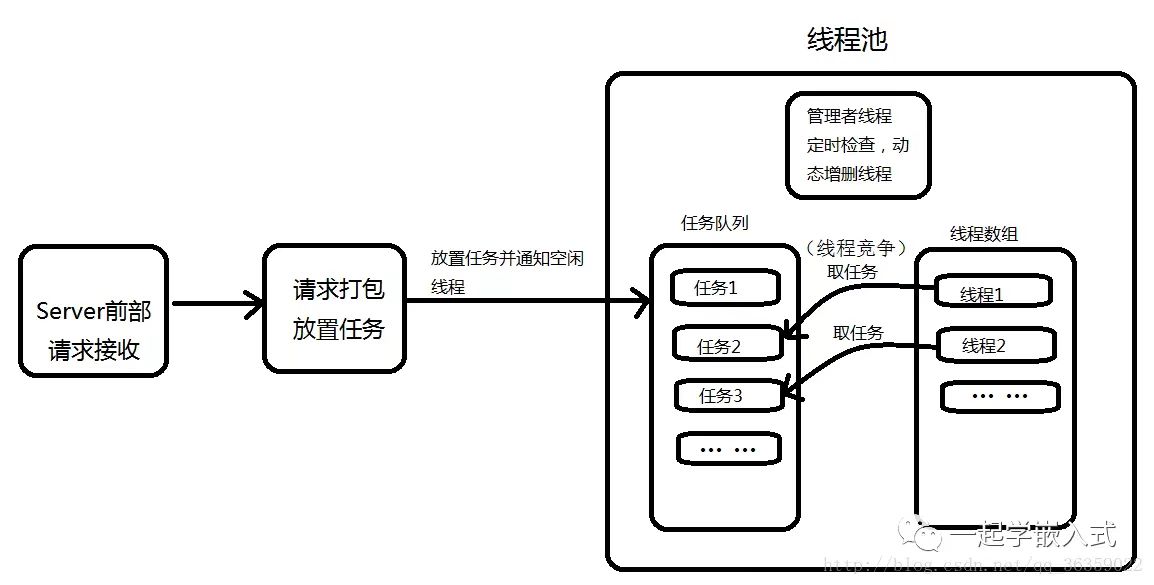 线程池
管理者线程
定时检查，动
态增删线程
任务队列
线程数组
（线程竞争）
放置任务并通知空闲
线程
取任务
取任务
Server前部
请求接收
请求打包
放置任务
任务1
任务2
任务3
… …
线程1
线程2
… …
一起学嵌入式
http://blog.csdn.net/qq_36359022